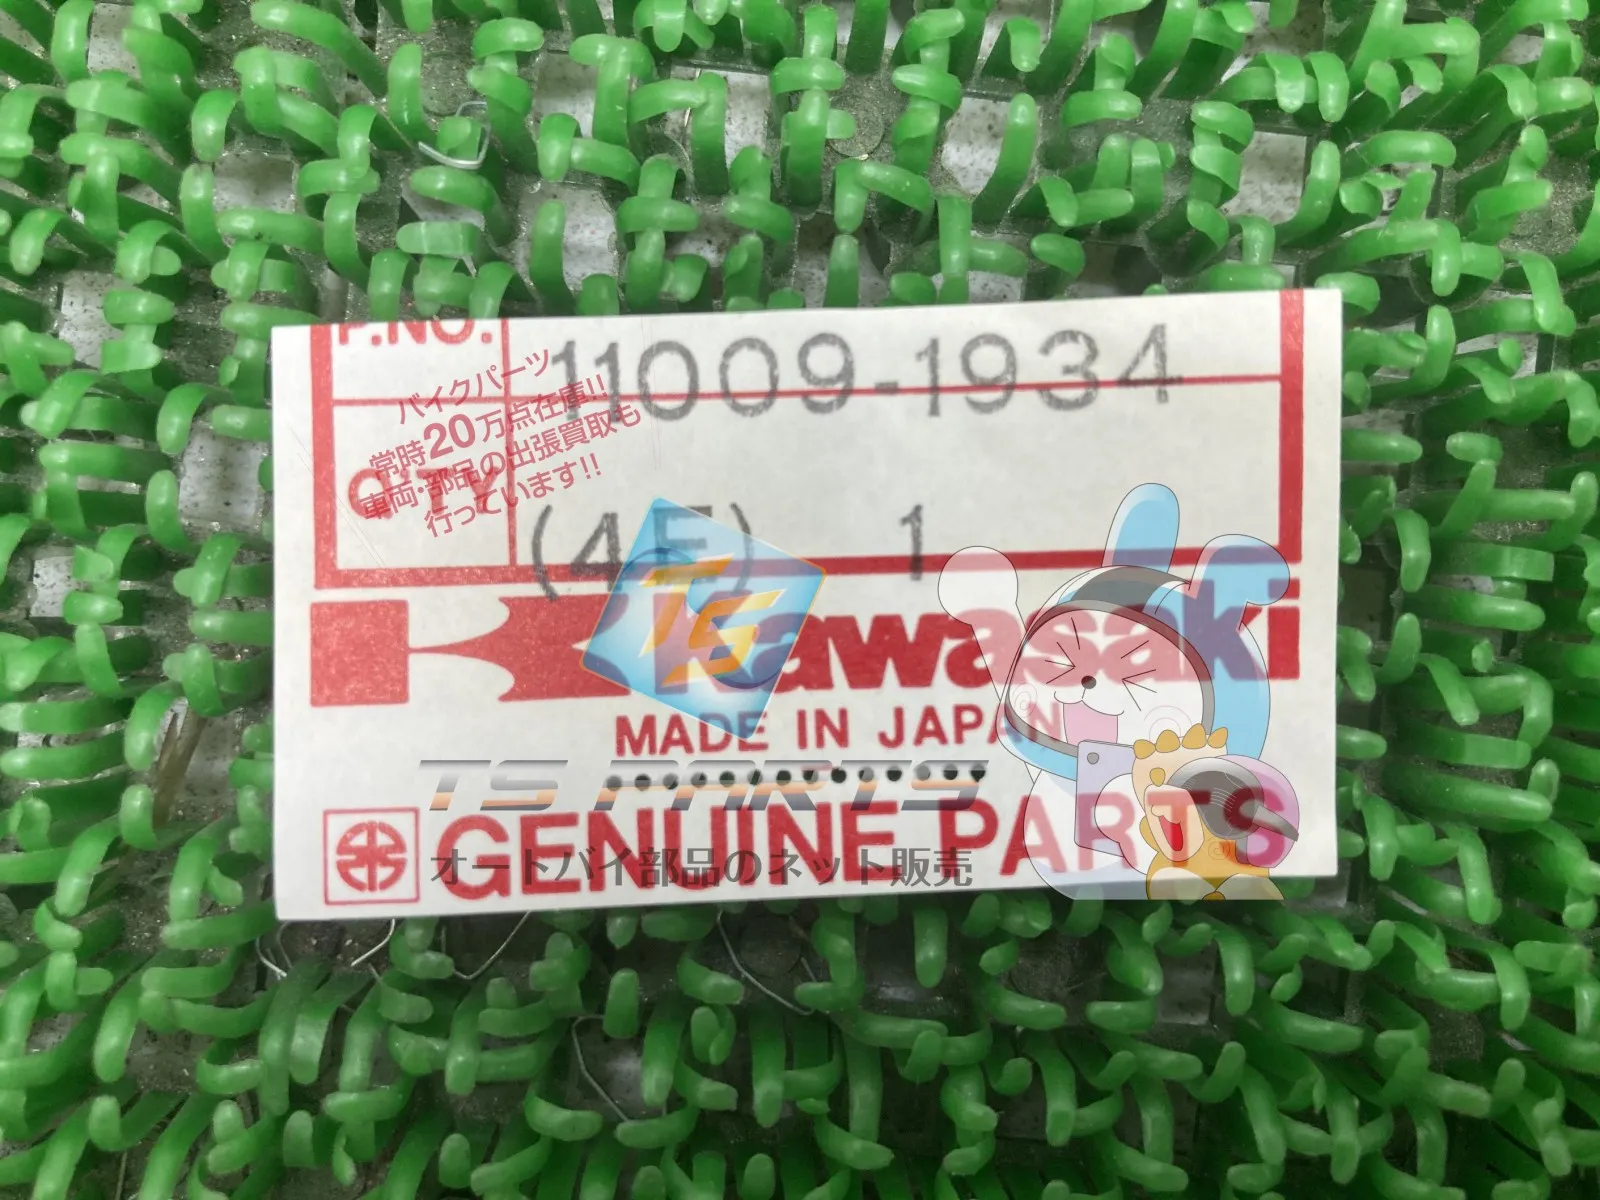 P.NO. 11009-1934
バイクパーツ
常時20万点在庫!!
車両・部品の出張買取も
行っています!!
Q'TY
(4E) 1
TS
Kawasaki
MADE IN JAPAN
TS PARTS
GENUINE PARTS
オートバイ部品のネット販売